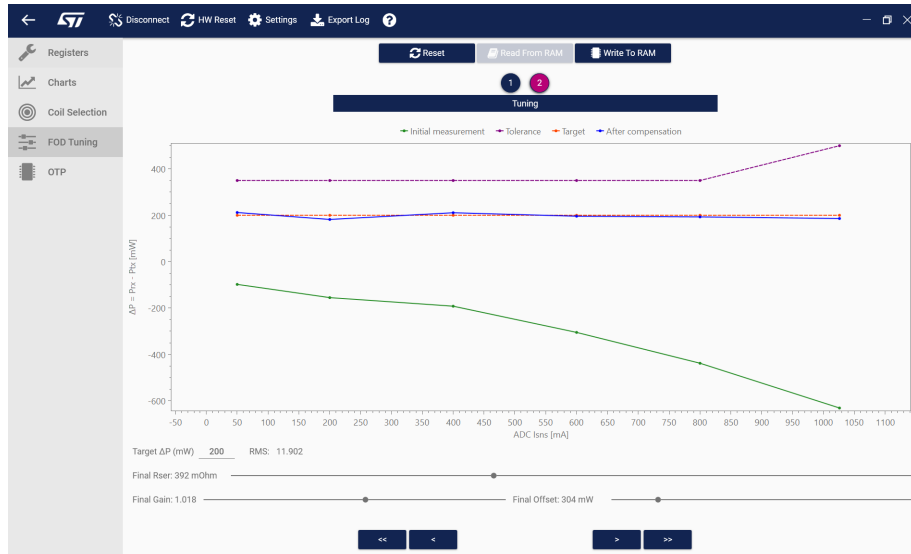 ST Disconnect HW Reset Settings Export Log ?
Registers
Charts
Coil Selection
FOD Tuning
OTP
Reset Read From RAM Write To RAM
1 2
Tuning
Initial measurement Tolerance Target After compensation
ΔP = Prx - Ptx [mW]
400
200
0
-200
-400
-600
-50 0 50 100 150 200 250 300 350 400 450 500 550 600 650 700 750 800 850 900 950 1000 1050 1100
ADC Isns [mA]
Target ΔP (mW) 200 RMS: 11.902
Final Rser: 392 mOhm
Final Gain: 1.018 Final Offset: 304 mW
<< < > >>